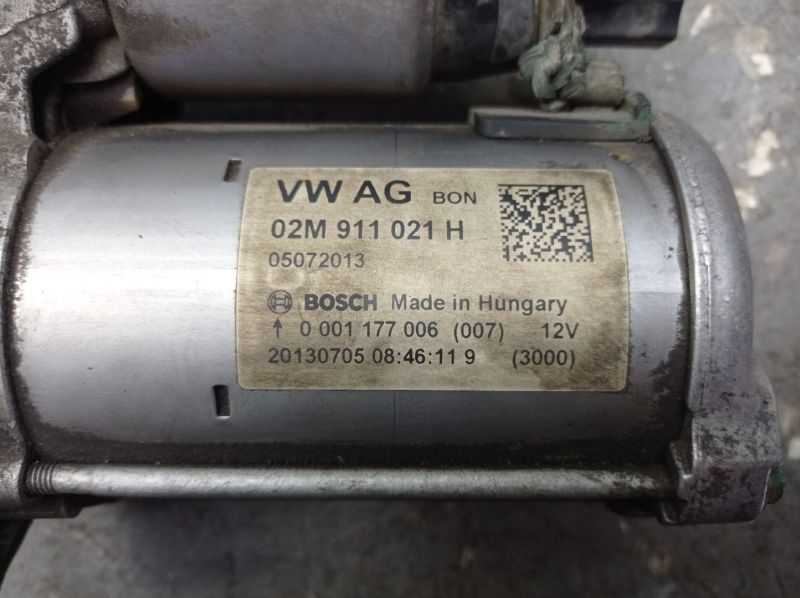 VW AG BON
02M 911 021 H
05072013
BOSCH Made in Hungary
↑ 0 001 177 006 (007) 12V
20130705 08:46:11 9 (3000)